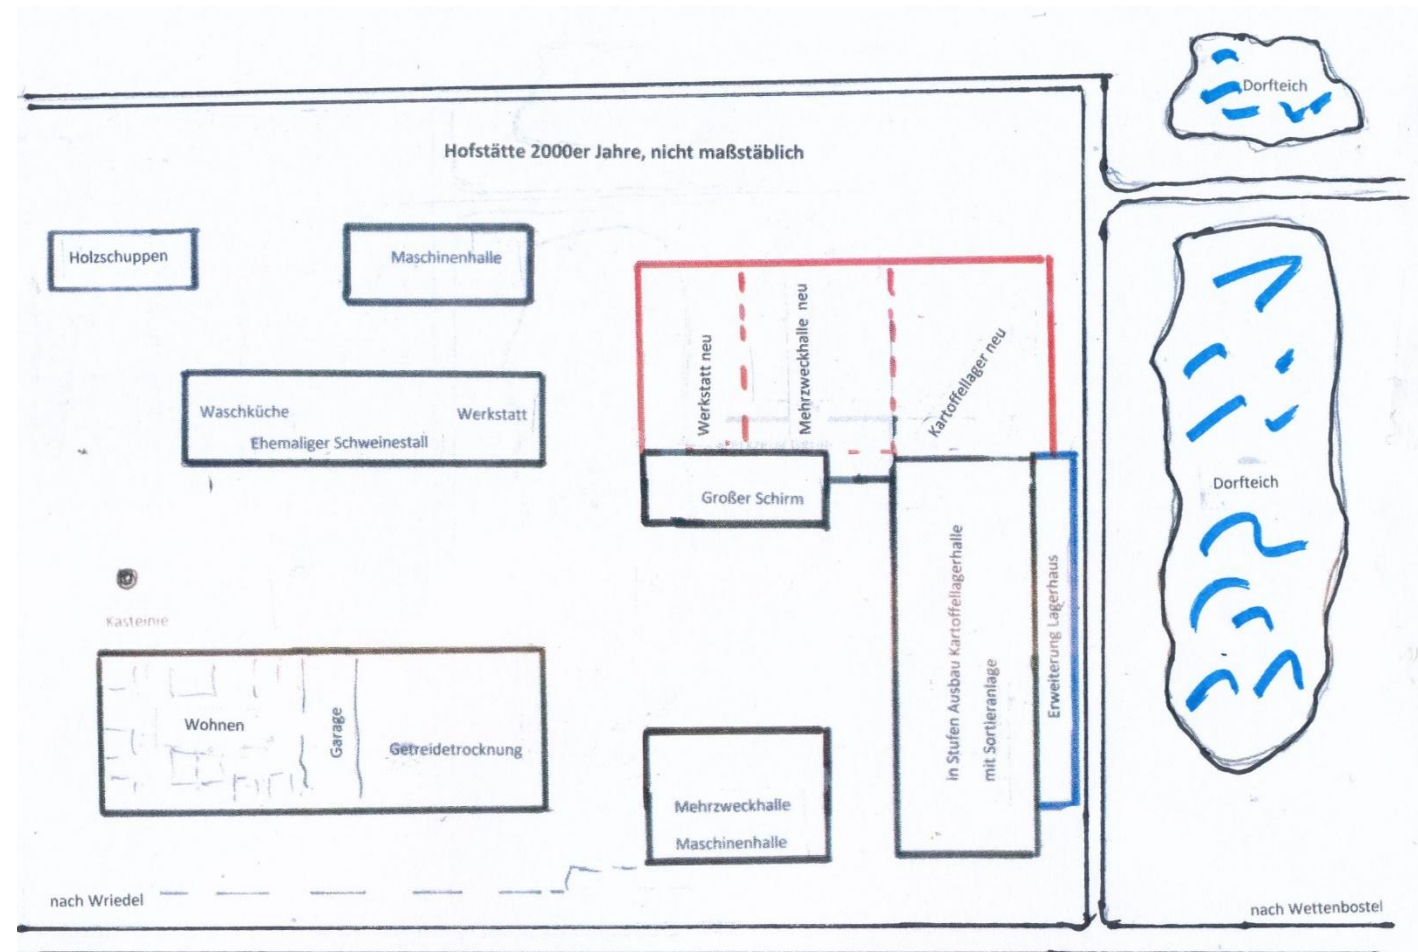 Dorfteich
Hofstätte 2000er Jahre, nicht maßstäblich
Holzschuppen
Maschinenhalle
Werkstatt neu
Mehrzweckhalle neu
Kartoffellager neu
Waschküche
Werkstatt
Ehemaliger Schweinestall
Großer Schirm
Dorfteich
in Stufen Ausbau Kartoffellagerhalle
mit Sortieranlage
Erweiterung Lagerhaus
Kasteinie
Wohnen
Garage
Getreidetrocknung
Mehrzweckhalle
Maschinenhalle
nach Wriedel
nach Wettenbostel